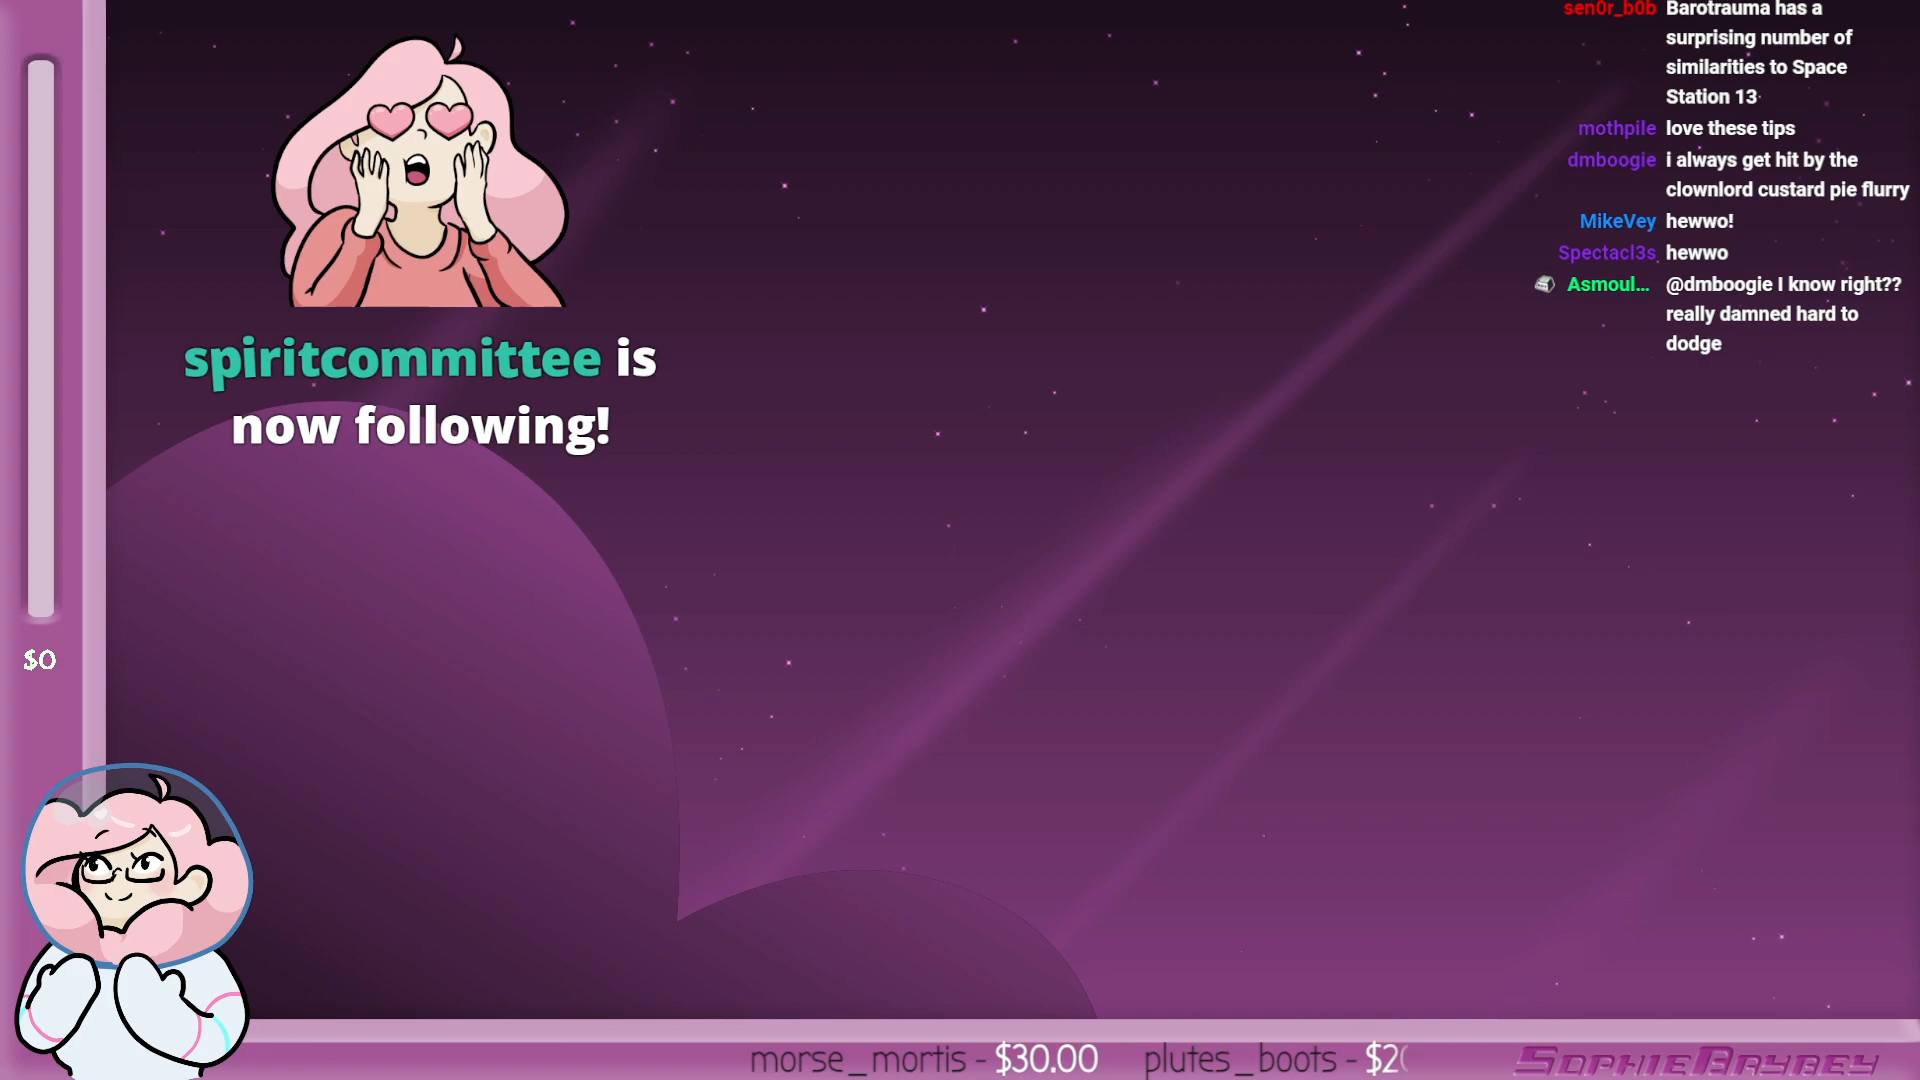 sen0r_b0b Barotrauma has a
surprising number of
similarities to Space
Station 13
mothpile love these tips
dmboogie i always get hit by the
clownlord custard pie flurry
MikeVey hewwo!
Spectacl3s hewwo
Asmoul... @dmboogie I know right??
really damned hard to
dodge
spiritcommittee is
now following!
$0
morse_mortis - $30.00 plutes_boots - $2
SOPHIEBAYBEY